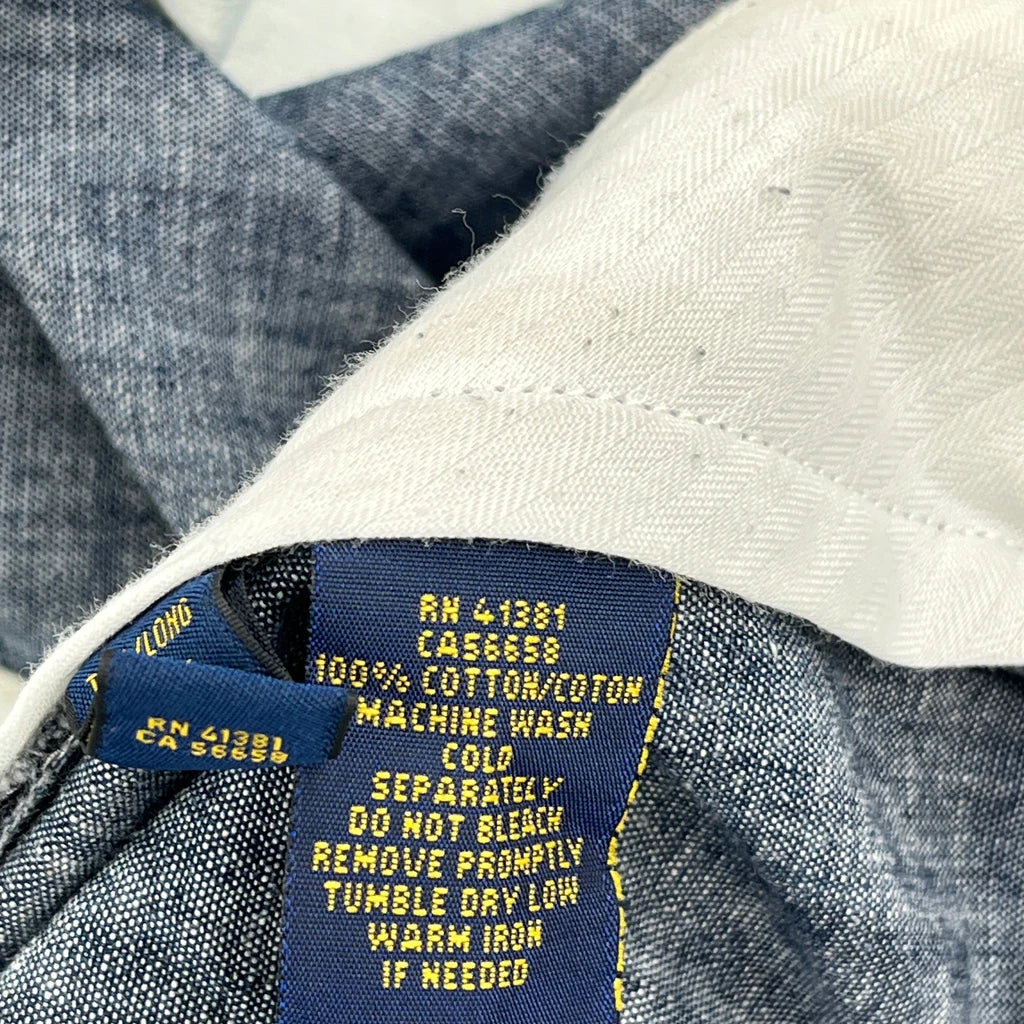 /LONG
RN 41381
CA 56658
RN 41381
CA56658
100% COTTON/COTON
MACHINE WASH
COLD
SEPARATELY
DO NOT BLEACH
REMOVE PROMPTLY
TUMBLE DRY LOW
WARM IRON
IF NEEDED